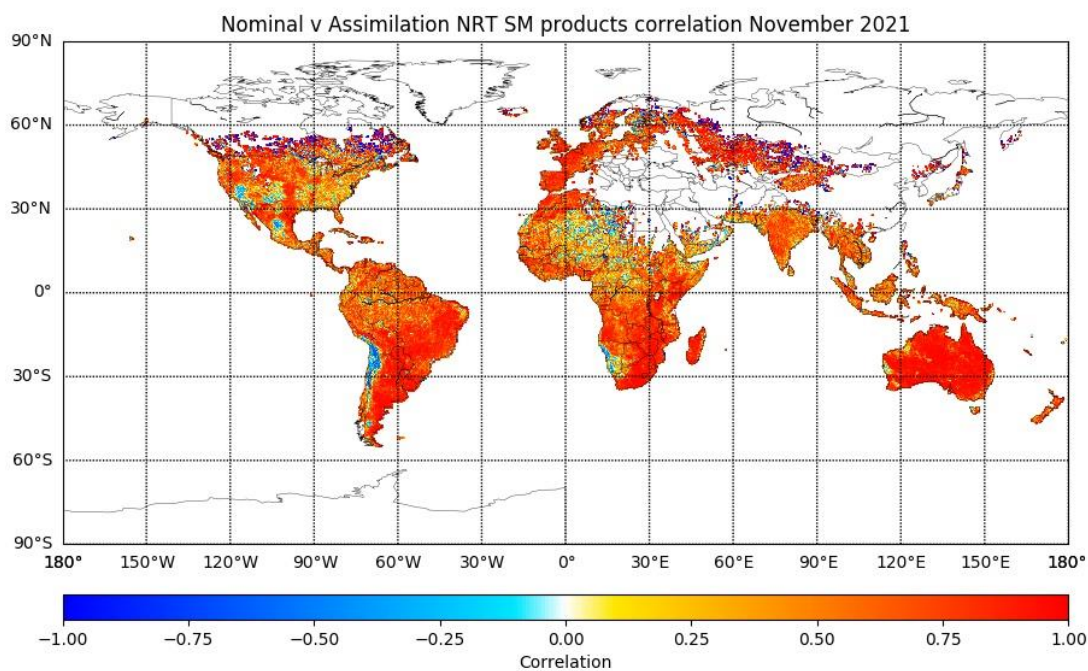 Nominal v Assimilation NRT SM products correlation November 2021
90°N
60°N
30°N
0°
30°S
60°S
90°S
180° 150°W 120°W 90°W 60°W 30°W 0° 30°E 60°E 90°E 120°E 150°E 180°
−1.00 −0.75 −0.50 −0.25 0.00 0.25 0.50 0.75 1.00
Correlation